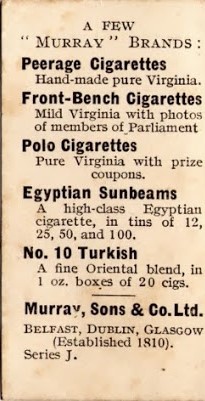 A FEW
"MURRAY" BRANDS:
Peerage Cigarettes
Hand-made pure Virginia.
Front-Bench Cigarettes
Mild Virginia with photos
of members of Parliament
Polo Cigarettes
Pure Virginia with prize
coupons.
Egyptian Sunbeams
A high-class Egyptian
cigarette, in tins of 12,
25, 50, and 100.
No. 10 Turkish
A fine Oriental blend, in
1 oz. boxes of 20 cigs.
Murray, Sons & Co. Ltd.
BELFAST, DUBLIN, GLASGOW
(Established 1810).
Series J.